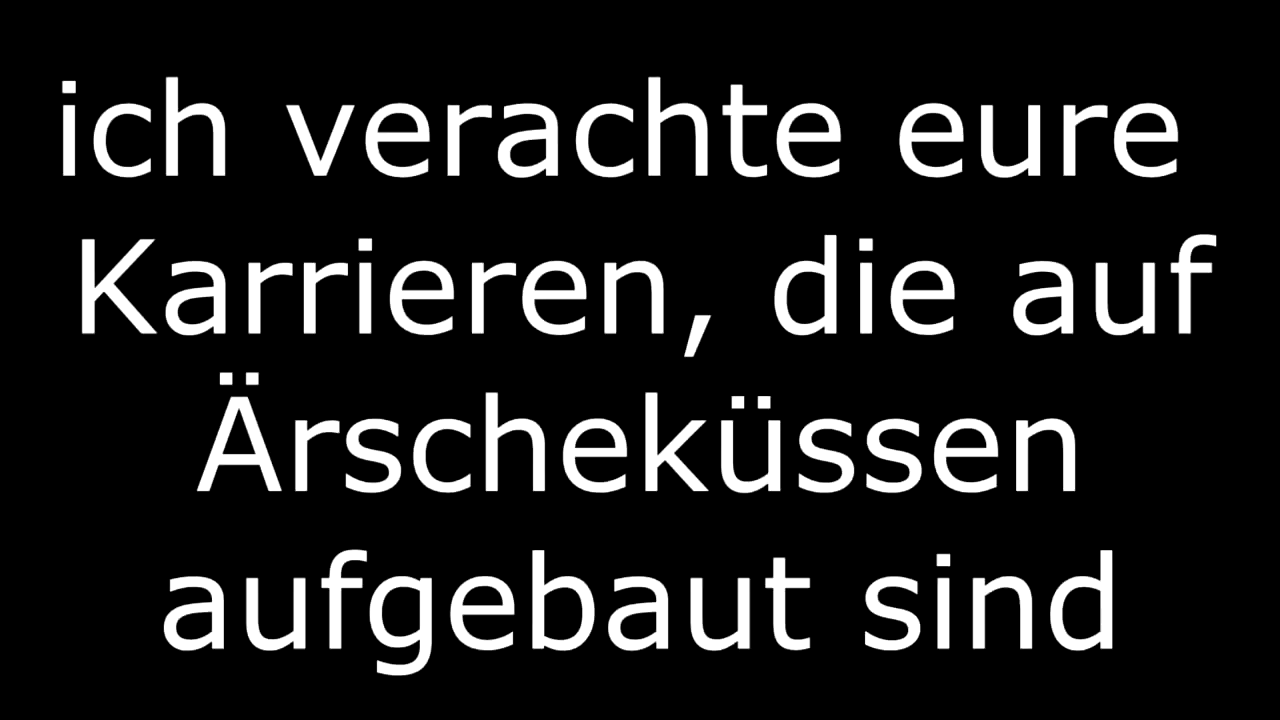 ich verachte eure
Karrieren, die auf
Ärscheküssen
aufgebaut sind